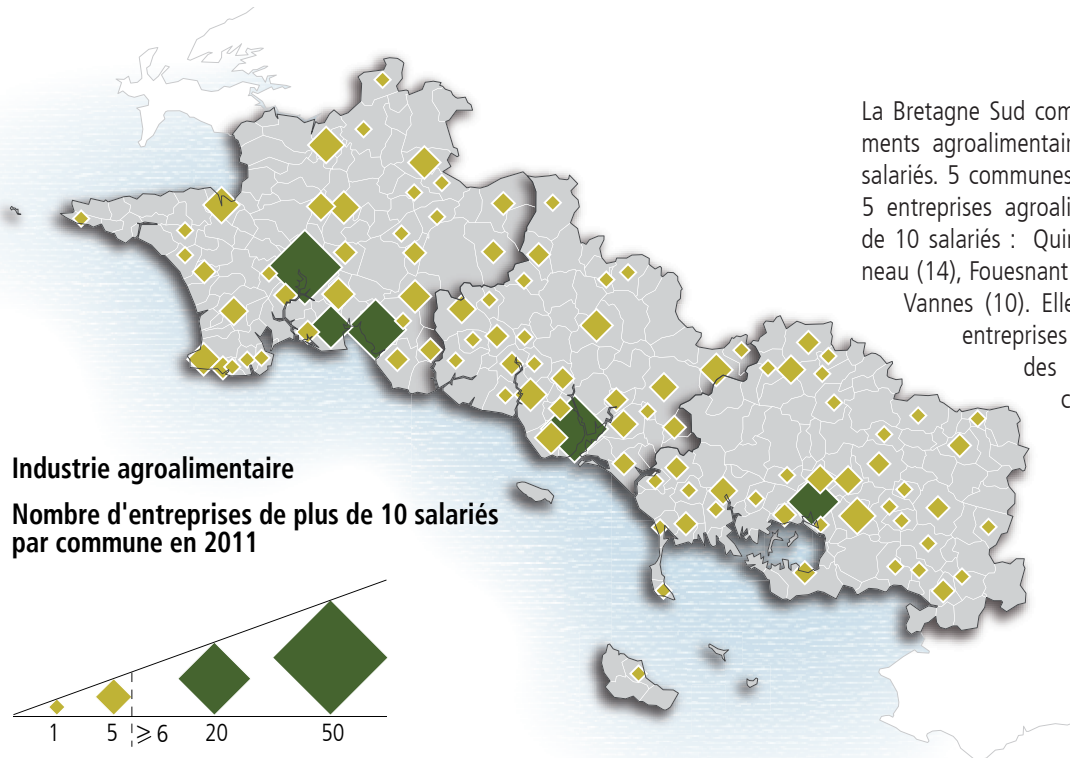 La Bretagne Sud com
ments agroalimentair
salariés. 5 communes
5 entreprises agroali
de 10 salariés : Quir
neau (14), Fouesnant
Vannes (10). Elle
entreprises
des
c
Industrie agroalimentaire
Nombre d'entreprises de plus de 10 salariés
par commune en 2011
1 5 ⩾ 6 20 50